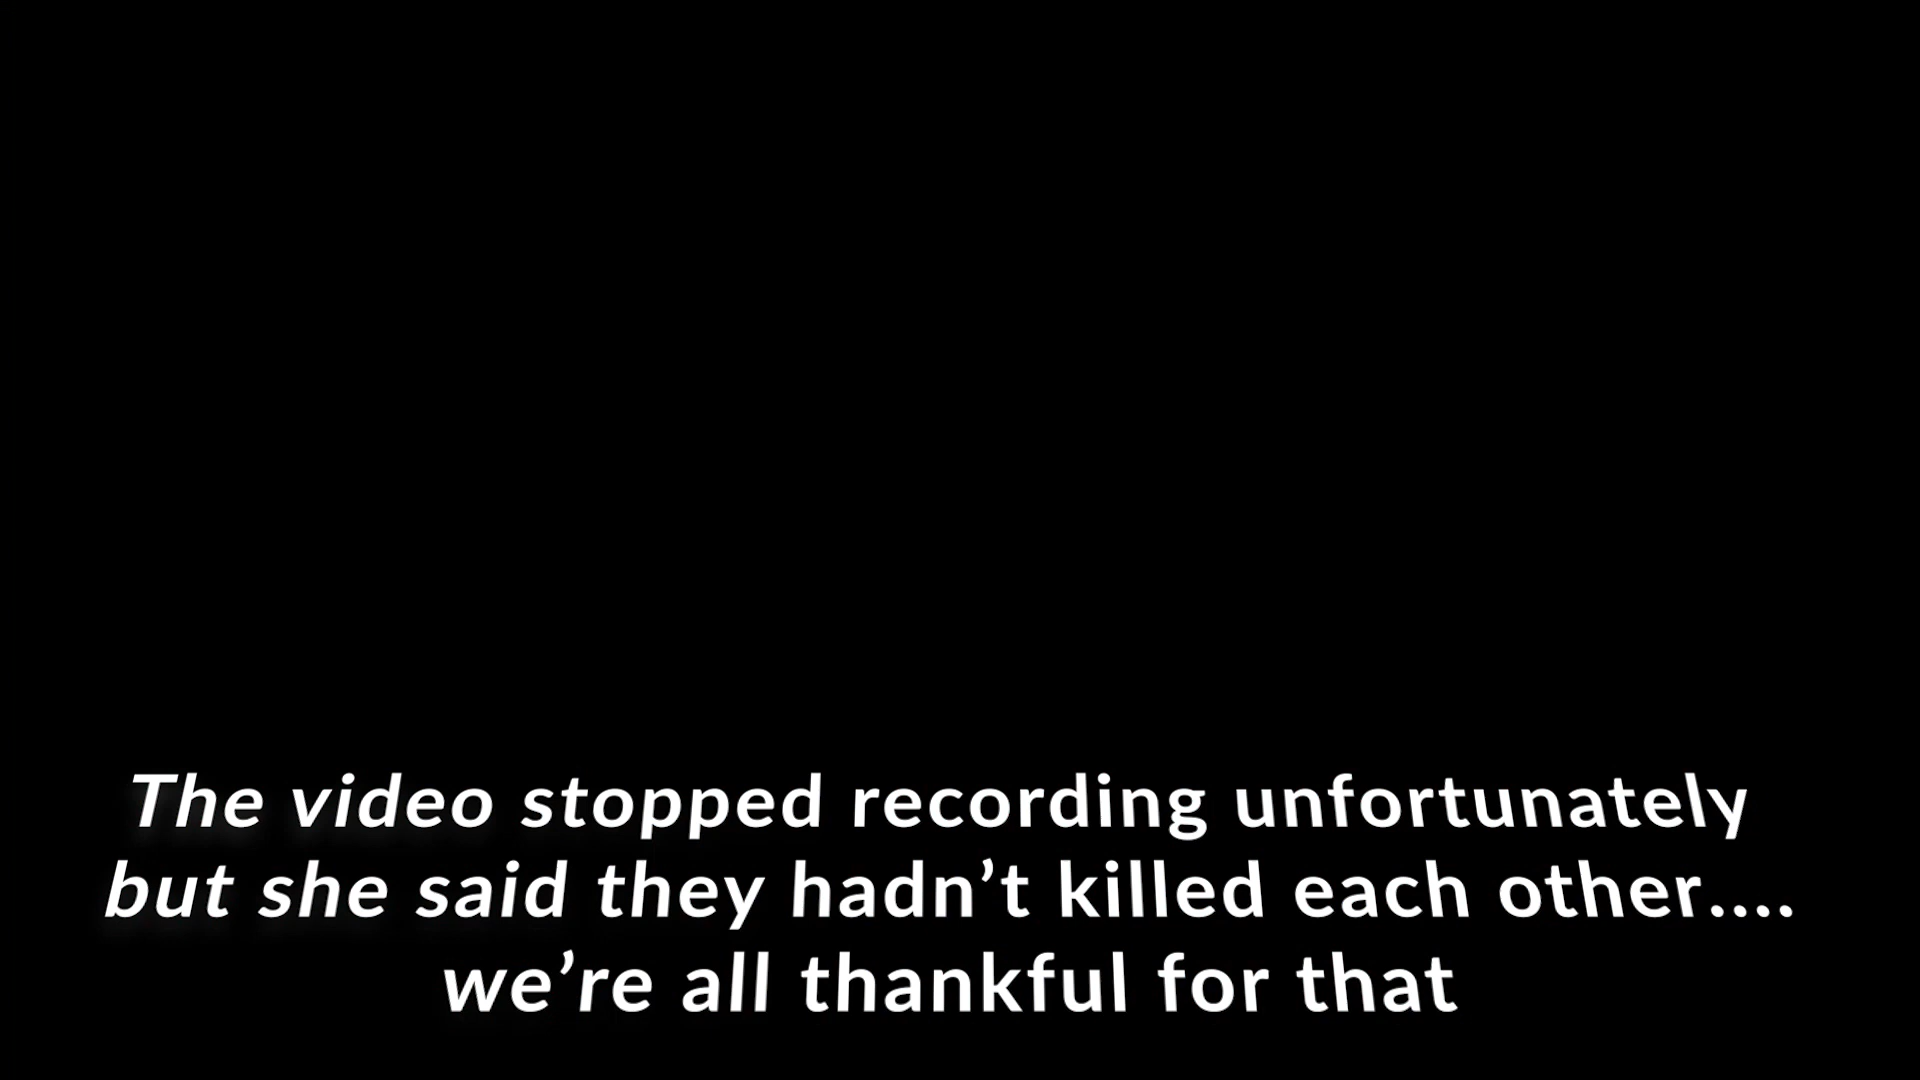 The video stopped recording unfortunately
but she said they hadn’t killed each other....
we’re all thankful for that